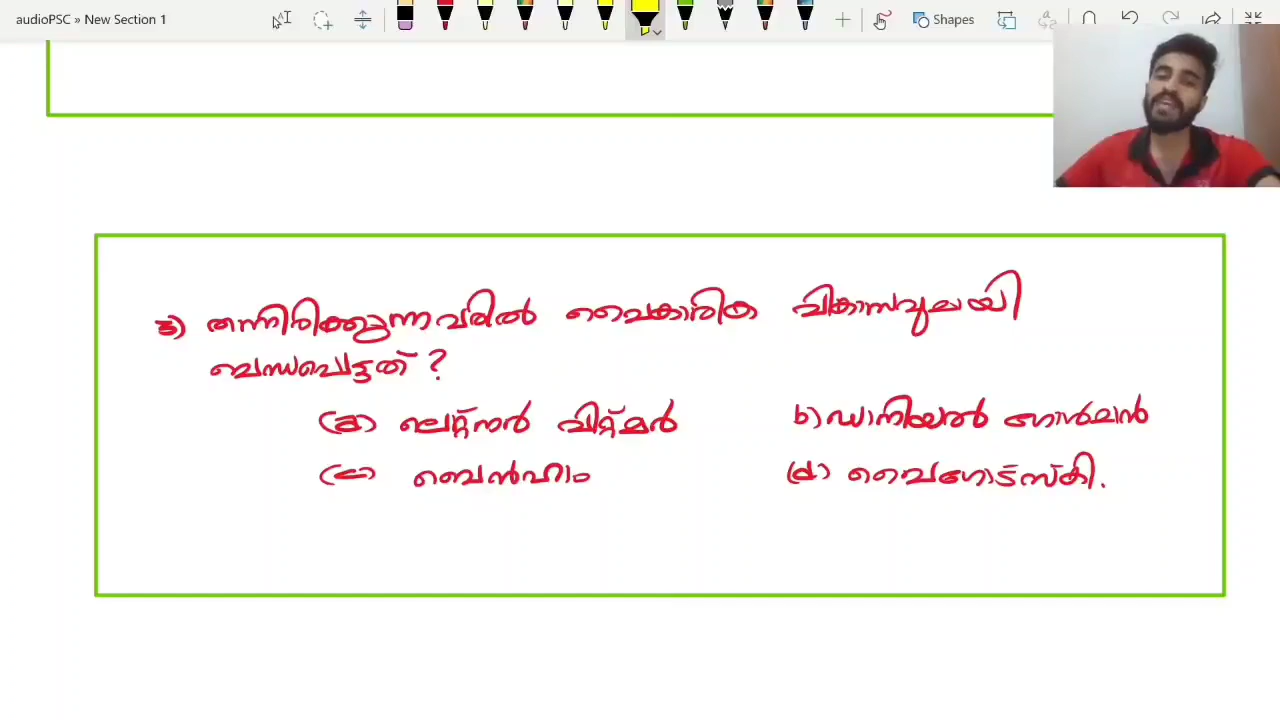 audioPSC » New Section 1
Shapes
3) തന്നിരിക്കുന്നവരിൽ വൈകാരിക വികാസവുമായി
ബന്ധപ്പെട്ടത് ?
(a) ലൈറ്റ്നർ വിറ്റ്മർ b) ഡാനിയൽ ഗോൾമാൻ
(c) ബെൻഹാം (d) വൈഗോട്സ്കി.